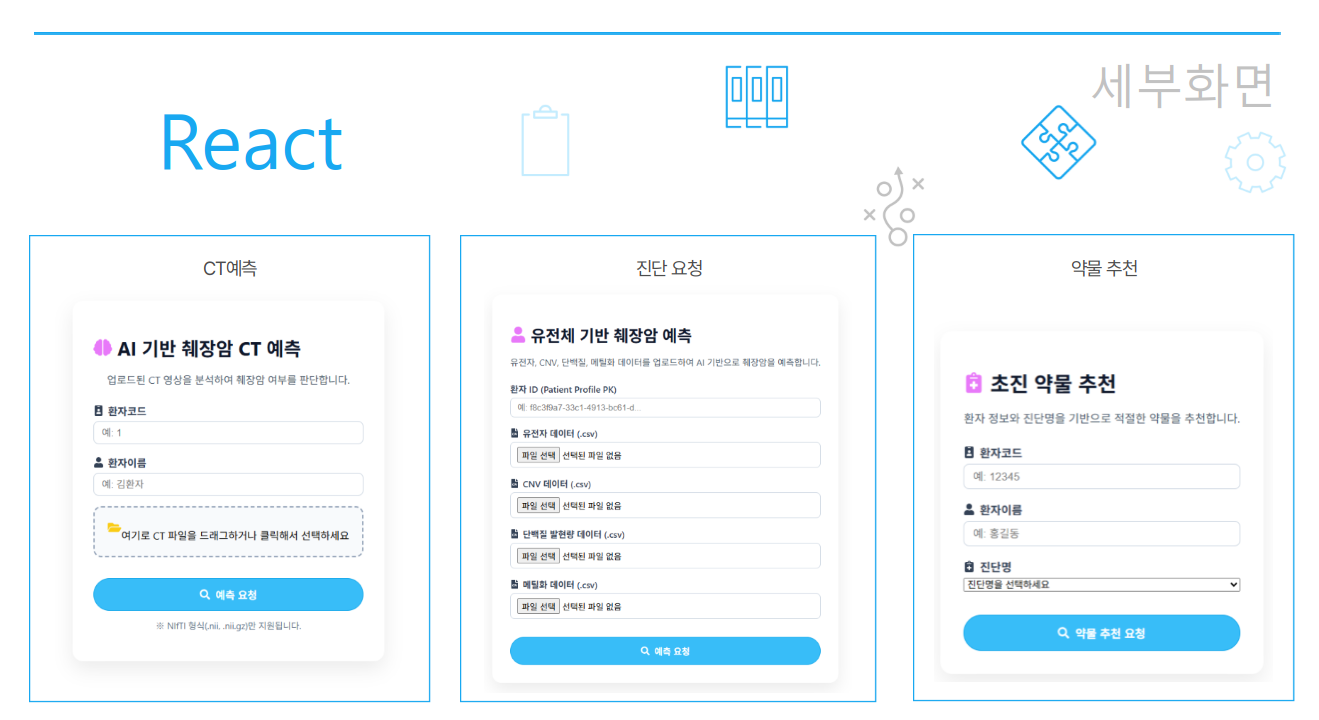 세부화면
React
CT예측
AI 기반 췌장암 CT 예측
업로드된 CT 영상을 분석하여 췌장암 여부를 판단합니다.
환자코드
예: 1
환자이름
예: 김환자
여기로 CT 파일을 드래그하거나 클릭해서 선택하세요
예측 요청
※ NIfTI 형식(.nii, .nii.gz)만 지원됩니다.
진단 요청
유전체 기반 췌장암 예측
유전자, CNV, 단백질, 메틸화 데이터를 업로드하여 AI 기반으로 췌장암을 예측합니다.
환자 ID (Patient Profile PK)
예: f8c3f9a7-33c1-4913-bc61-d...
유전자 데이터 (.csv)
파일 선택 선택된 파일 없음
CNV 데이터 (.csv)
파일 선택 선택된 파일 없음
단백질 발현량 데이터 (.csv)
파일 선택 선택된 파일 없음
메틸화 데이터 (.csv)
파일 선택 선택된 파일 없음
예측 요청
약물 추천
초진 약물 추천
환자 정보와 진단명을 기반으로 적절한 약물을 추천합니다.
환자코드
예: 12345
환자이름
예: 홍길동
진단명
진단명을 선택하세요
약물 추천 요청